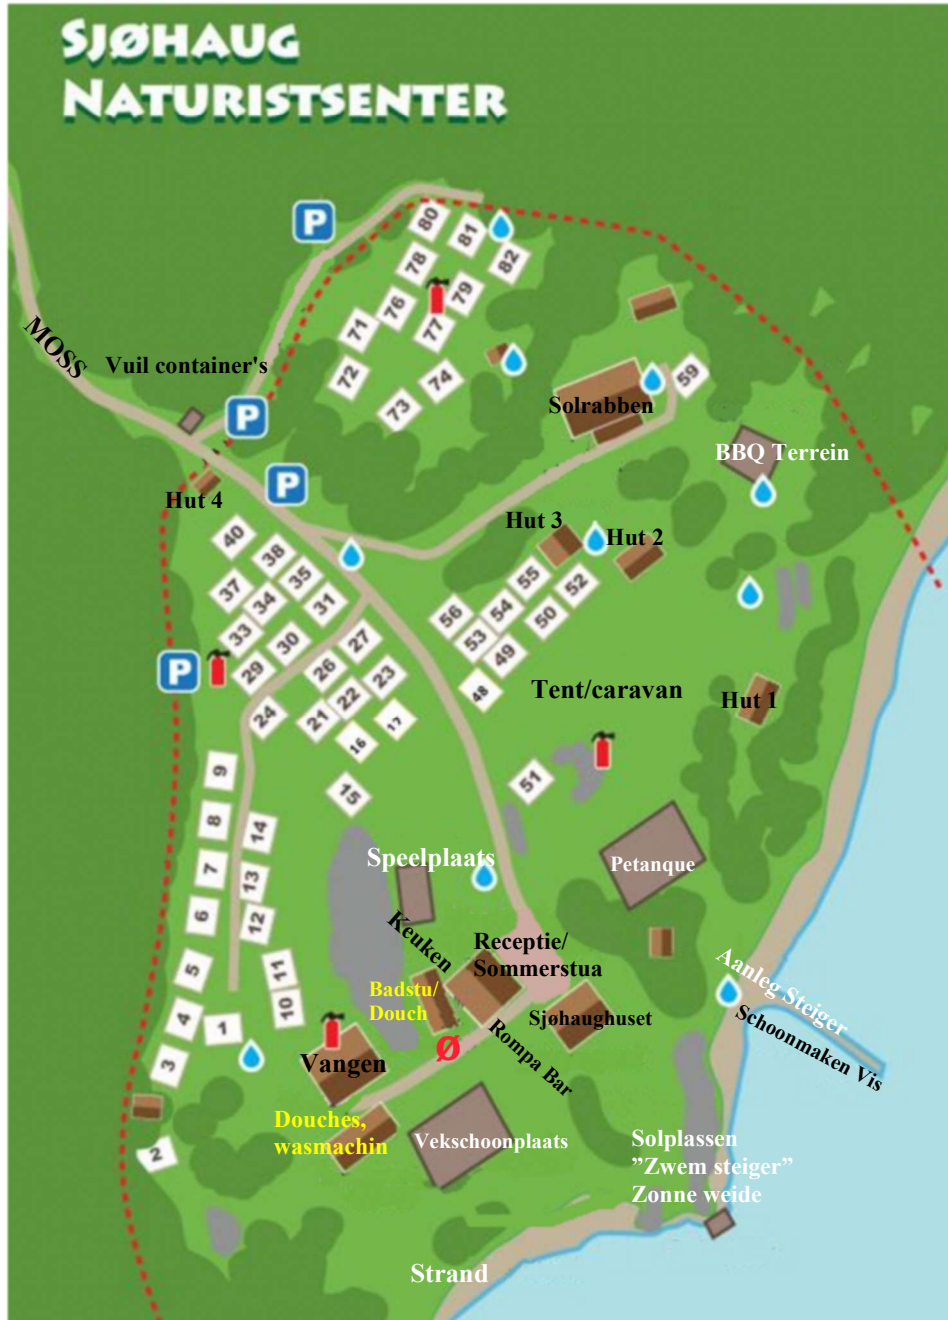 SJØHAUG
NATURISTSENTER
P
80
81
82
78
79
76
77
71
72
74
73
MOSS
Vuil container's
P
59
Solrabben
BBQ Terrein
P
Hut 4
Hut 3
Hut 2
40
38
35
37
34
31
33
30
29
27
26
23
22
24
21
17
16
15
P
55
52
56
54
50
53
49
48
Tent/caravan
Hut 1
51
9
8
14
7
13
6
12
5
11
10
4
1
3
2
Speelplaats
Petanque
Keuken
Receptie/
Sommerstua
Badstu/
Douch
Sjøhaughuset
Ø
Rompa Bar
Aanleg Steiger
Schoonmaken Vis
Vangen
Douches,
wasmachin
Vekschoonplaats
Solplassen
”Zwem steiger”
Zonne weide
Strand